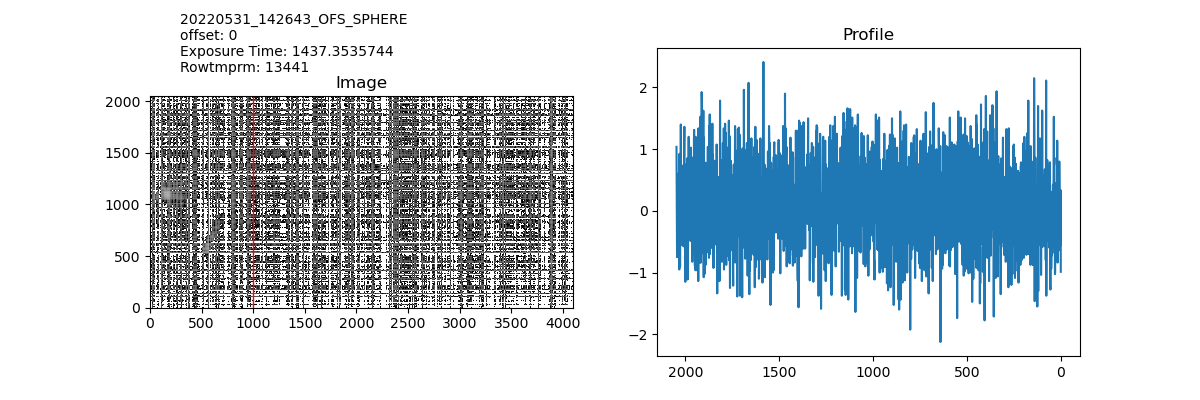 20220531_142643_OFS_SPHERE
offset: 0
Exposure Time: 1437.3535744
Rowtmprm: 13441
Image
2000
1500
1000
500
0
0 500 1000 1500 2000 2500 3000 3500 4000
Profile
2
1
0
−1
−2
2000 1500 1000 500 0